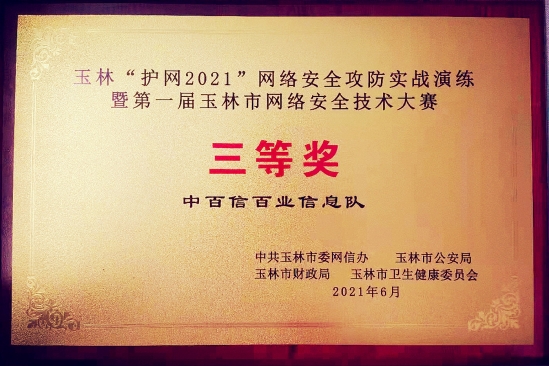 玉林“护网2021”网络安全攻防实战演练
暨第一届玉林市网络安全技术大赛
三等奖
中百信百业信息队
中共玉林市委网信办 玉林市公安局
玉林市财政局 玉林市卫生健康委员会
2021年6月